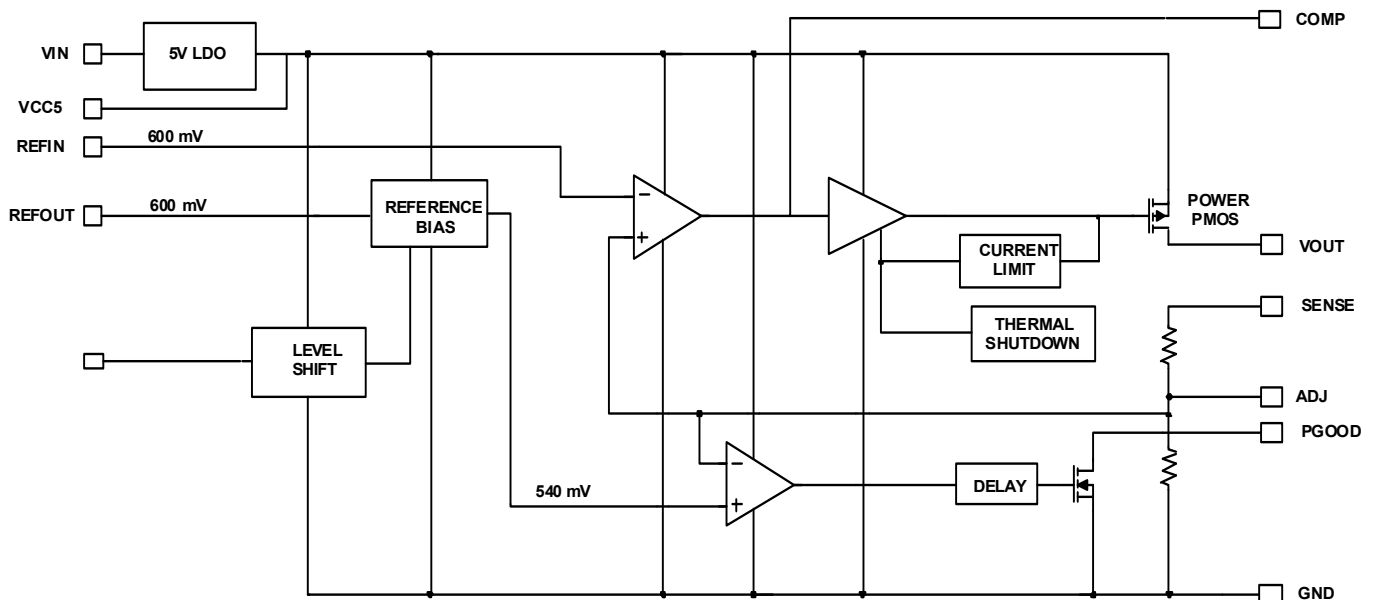 COMP
VIN
5V LDO
VCC5
REFIN
600 mV
REFOUT
600 mV
REFERENCE
BIAS
−
+
POWER
PMOS
VOUT
CURRENT
LIMIT
SENSE
THERMAL
SHUTDOWN
LEVEL
SHIFT
ADJ
PGOOD
−
+
540 mV
DELAY
GND